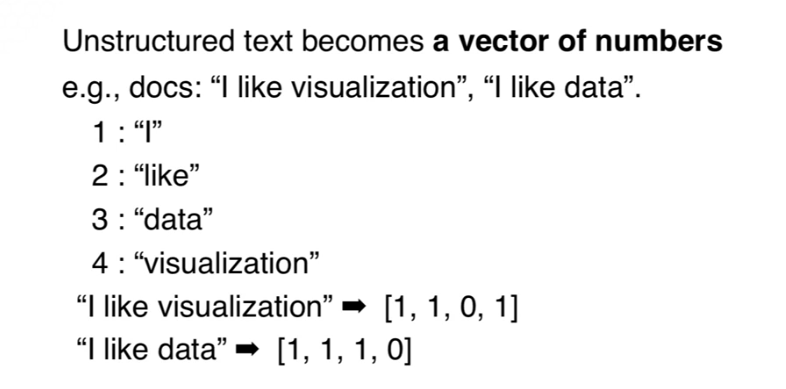 Unstructured text becomes a vector of numbers
e.g., docs: “I like visualization”, “I like data”.
1 : “I”
2 : “like”
3 : “data”
4 : “visualization”
“I like visualization” ➡ [1, 1, 0, 1]
“I like data” ➡ [1, 1, 1, 0]